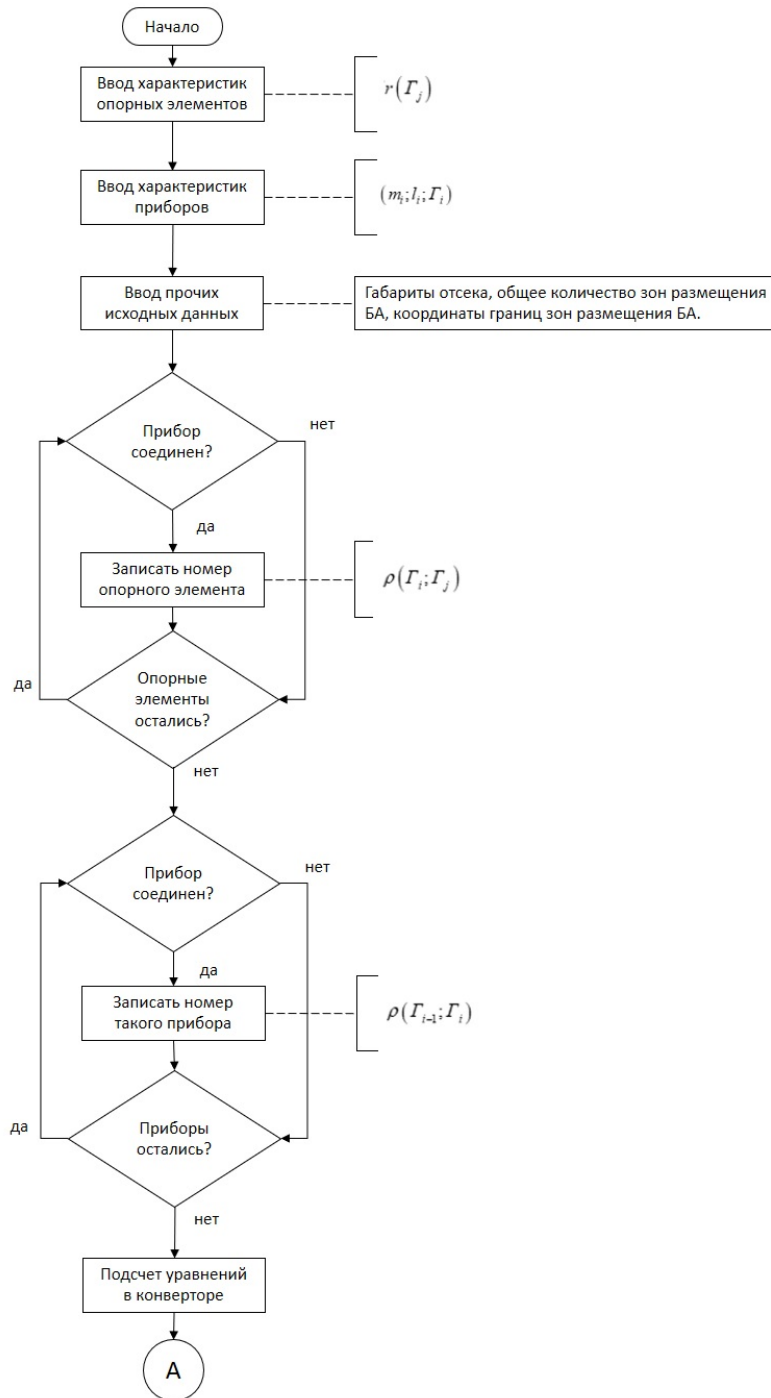 Начало
Ввод характеристик
опорных элементов
r(Γj)
Ввод характеристик
приборов
(mi;li;Γi)
Ввод прочих
исходных данных
Габариты отсека, общее количество зон размещения
БА, координаты границ зон размещения БА.
Прибор
соединен?
нет
да
Записать номер
опорного элемента
ρ(Γi;Γj)
Опорные
элементы
остались?
да
нет
Прибор
соединен?
нет
да
Записать номер
такого прибора
ρ(Γi-1;Γi)
Приборы
остались?
да
нет
Подсчет уравнений
в конверторе
А